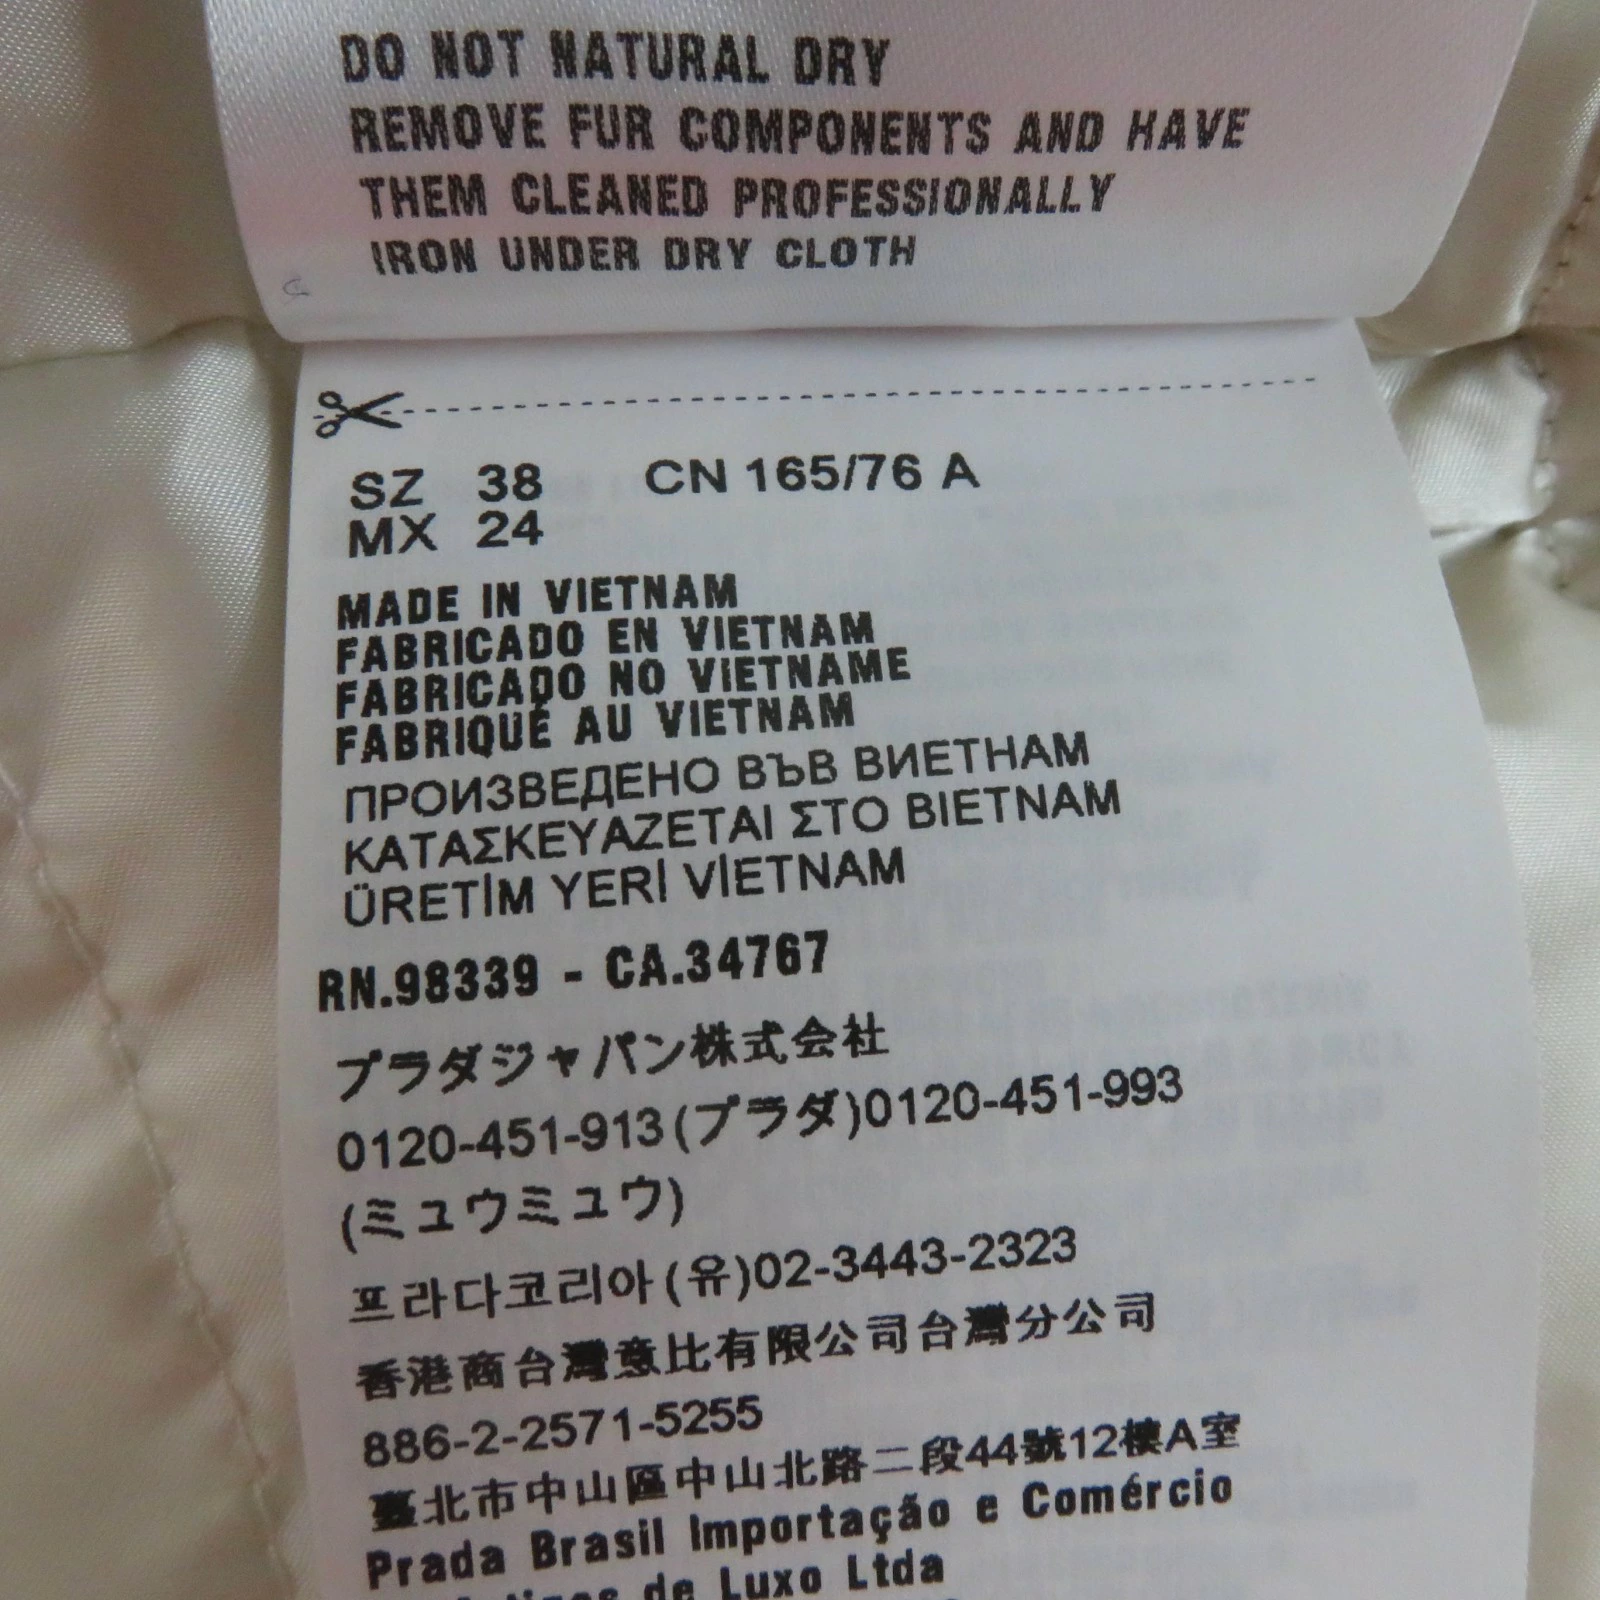 DO NOT NATURAL DRY
REMOVE FUR COMPONENTS AND HAVE
THEM CLEANED PROFESSIONALLY
IRON UNDER DRY CLOTH
SZ 38 CN 165/76 A
MX 24
MADE IN VIETNAM
FABRICADO EN VIETNAM
FABRICADO NO VIETNAME
FABRIQUÉ AU VIETNAM
ПРОИЗВЕДЕНО ВЪВ ВИЕТНАМ
ΚΑΤΑΣΚΕΥΑΖΕΤΑΙ ΣΤΟ ΒΙΕΤΝΑΜ
ÜRETİM YERİ VİETNAM
RN.98339 - CA.34767
プラダジャパン株式会社
0120-451-913(プラダ)0120-451-993
(ミュウミュウ)
프라다코리아(유)02-3443-2323
香港商台灣意比有限公司台灣分公司
886-2-2571-5255
臺北市中山區中山北路二段44號12樓A室
Prada Brasil Importação e Comércio
de Luxo Ltda